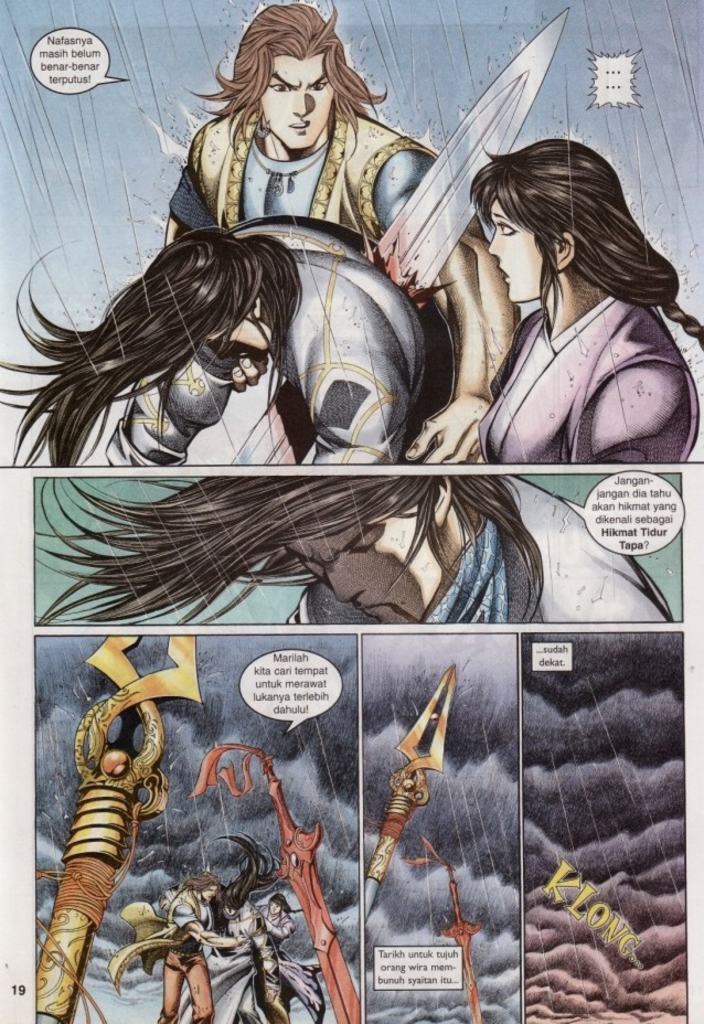 Nafasnya
masih belum
benar-benar
terputus!
...
...
Jangan-
jangan dia tahu
akan hikmat yang
dikenali sebagai
Hikmat Tidur
Tapa?
Marilah
kita cari tempat
untuk merawat
lukanya terlebih
dahulu!
Tarikh untuk tujuh
orang wira mem-
bunuh syaitan itu...
...sudah
dekat.
KLONG...
19